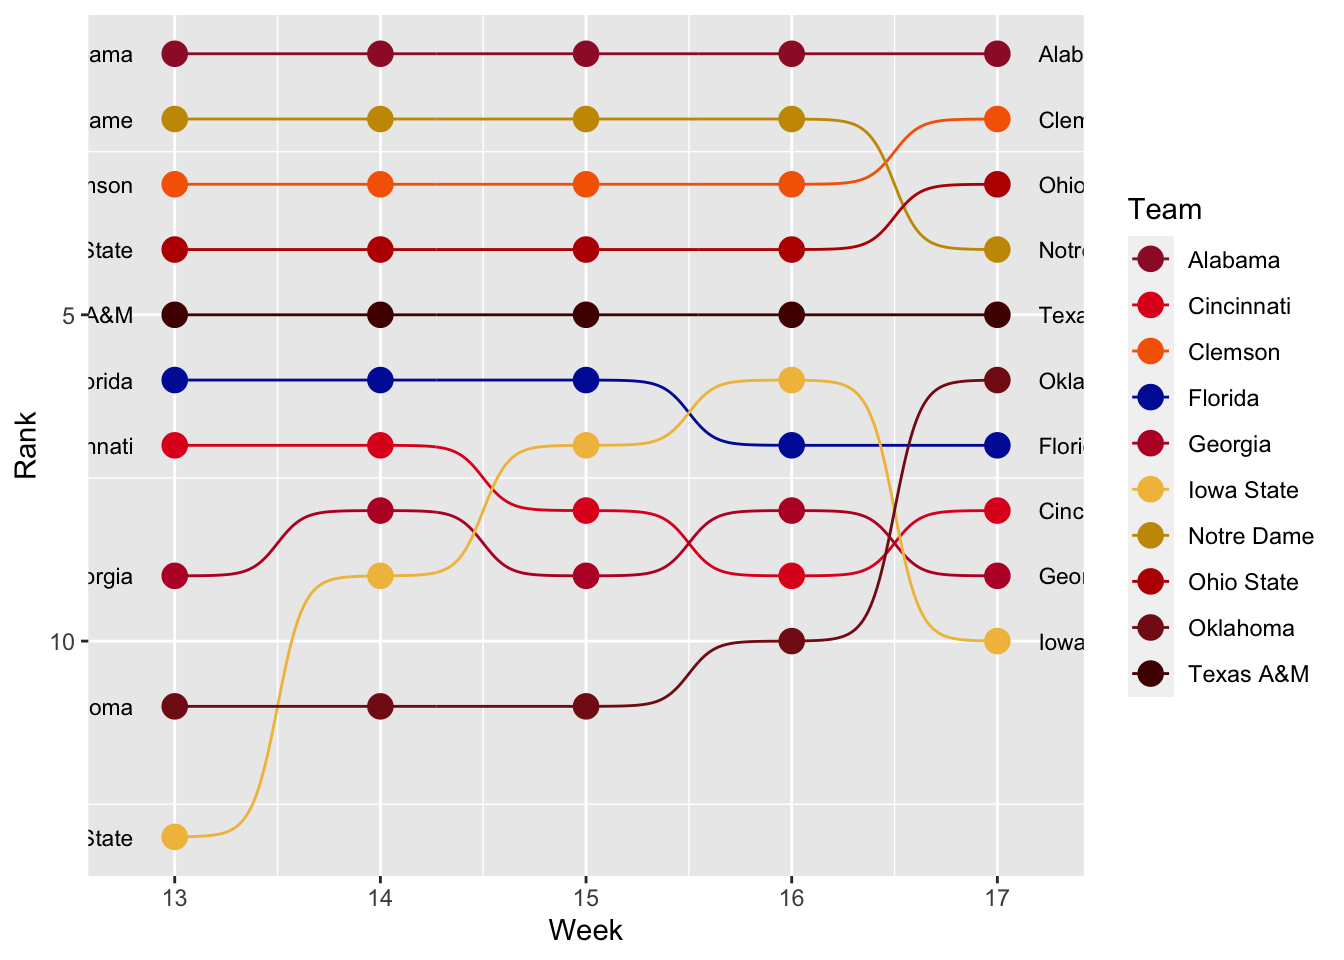 ama
Alab
ame
Clem
nson
Ohio
State
Notr
5
A&M
Texa
orida
Okla
nnati
Flori
Cinc
orgia
Geor
10
Iowa
oma
State
13
14
15
16
17
Week
Rank
Team
Alabama
Cincinnati
Clemson
Florida
Georgia
Iowa State
Notre Dame
Ohio State
Oklahoma
Texas A&M